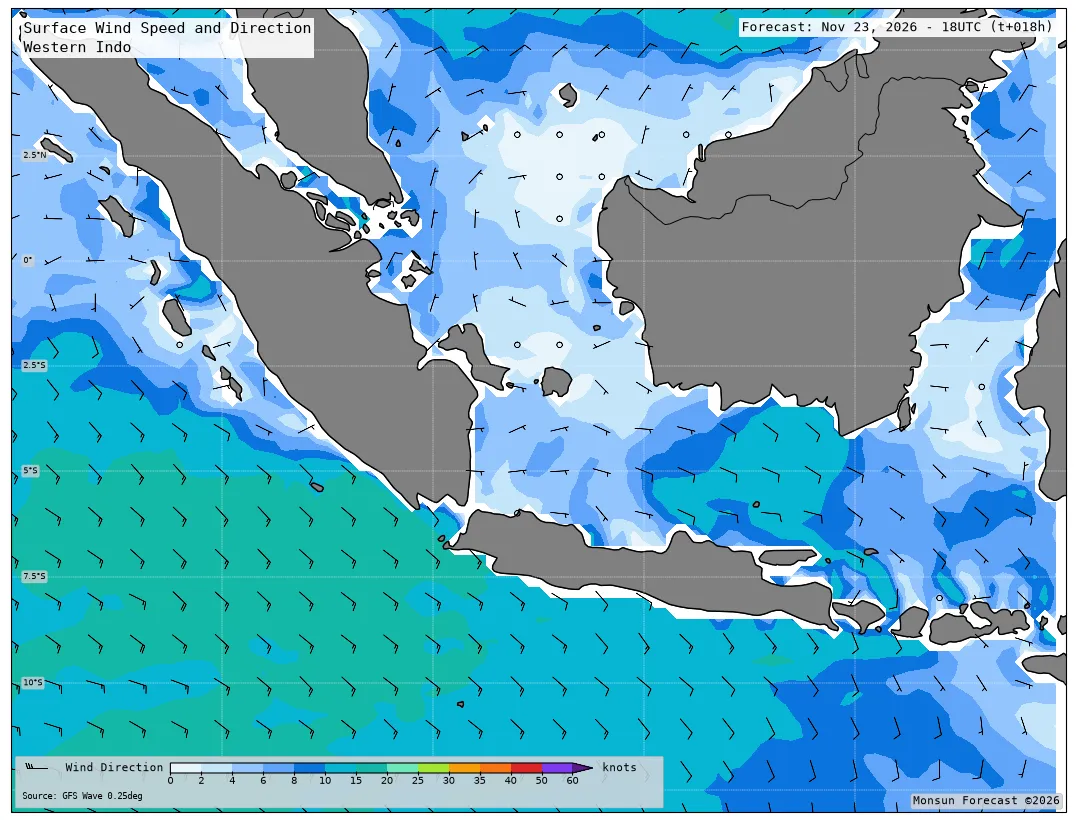 Surface Wind Speed and Direction
Western Indo
Forecast: Nov 23, 2026 - 18UTC (t+018h)
2.5°N
0°
2.5°S
5°S
7.5°S
10°S
Wind Direction
0 2 4 6 8 10 15 20 25 30 35 40 50 60
knots
Source: GFS Wave 0.25deg
Monsun Forecast ©2026